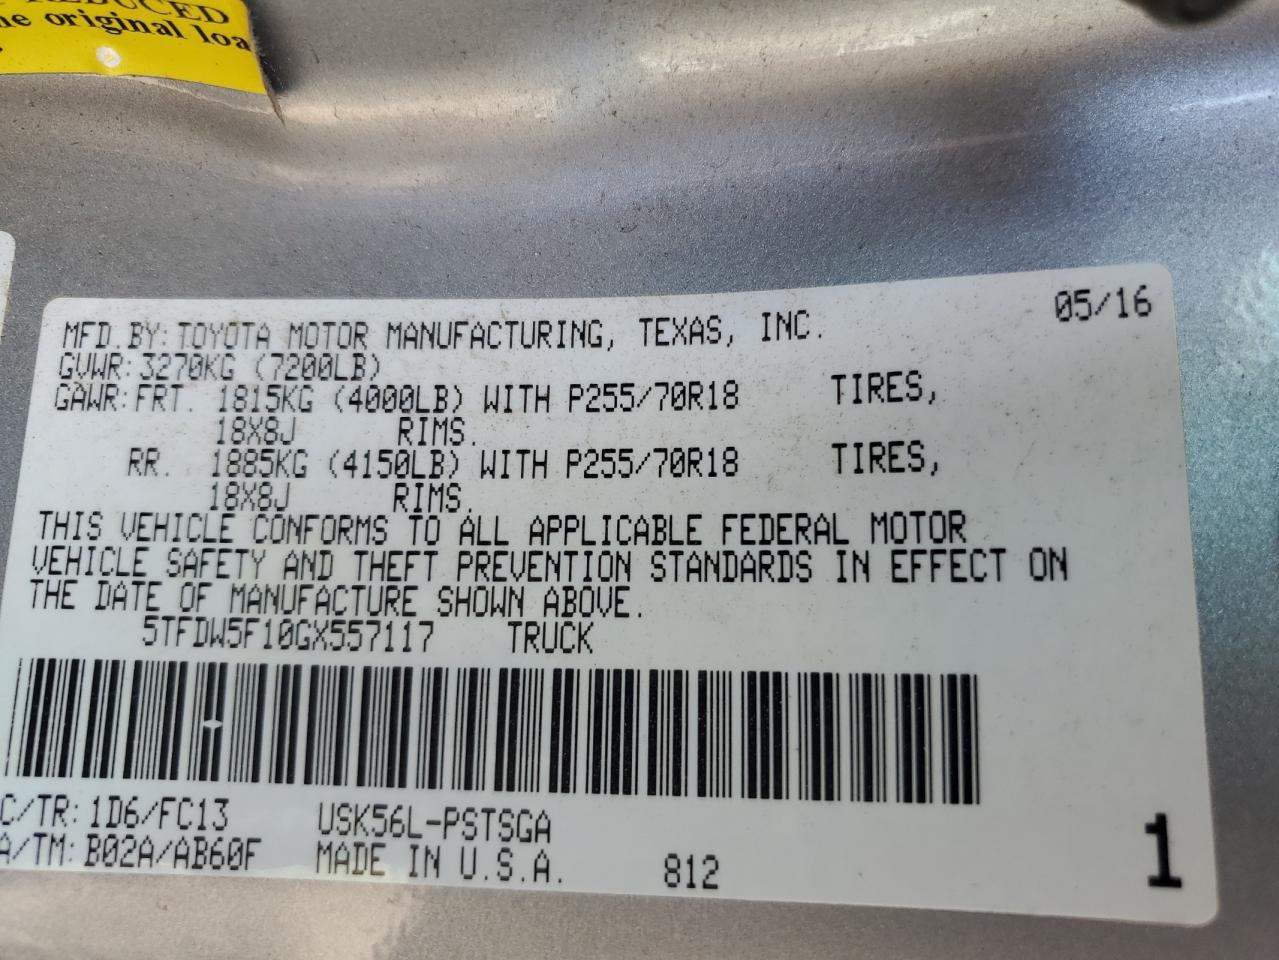 REDUCED
he original loa
05/16
MFD. BY: TOYOTA MOTOR MANUFACTURING, TEXAS, INC.
GVWR: 3270KG (7200LB)
GAWR: FRT. 1815KG (4000LB) WITH P255/70R18 TIRES,
18X8J RIMS.
RR. 1885KG (4150LB) WITH P255/70R18 TIRES,
18X8J RIMS.
THIS VEHICLE CONFORMS TO ALL APPLICABLE FEDERAL MOTOR
VEHICLE SAFETY AND THEFT PREVENTION STANDARDS IN EFFECT ON
THE DATE OF MANUFACTURE SHOWN ABOVE.
5TFDW5F10GX557117 TRUCK
C/TR: 1D6/FC13 USK56L-PSTSGA
A/TM: B02A/AB60F MADE IN U.S.A. 812
1